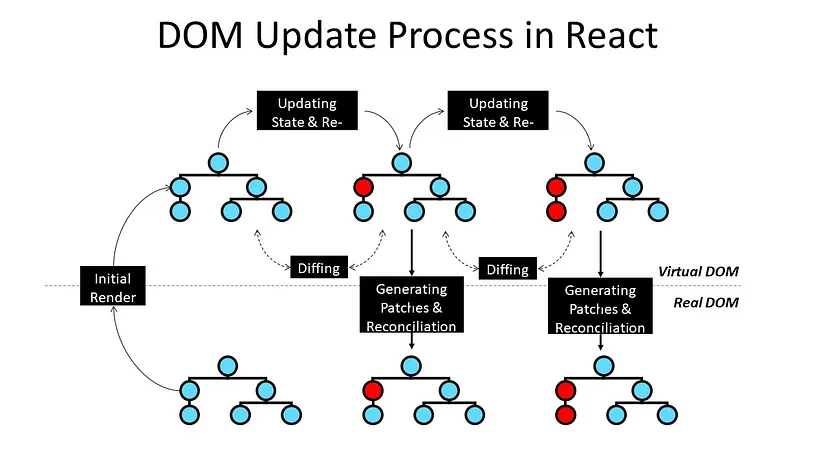 DOM Update Process in React
Updating
State & Re-
Updating
State & Re-
Diffing
Diffing
Virtual DOM
Initial
Render
Generating
Patches &
Reconciliation
Generating
Patches &
Reconciliation
Real DOM